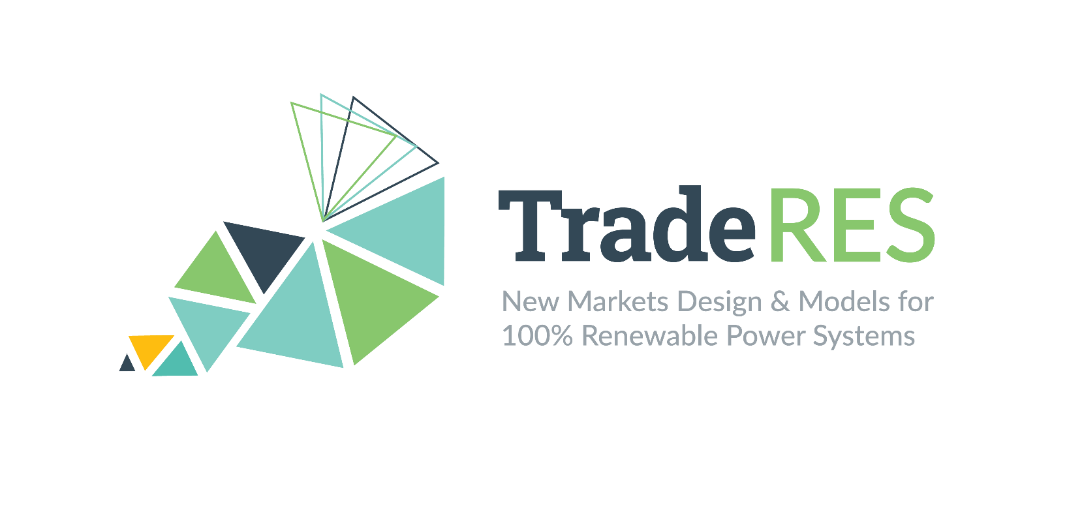 TradeRES
New Markets Design & Models for
100% Renewable Power Systems